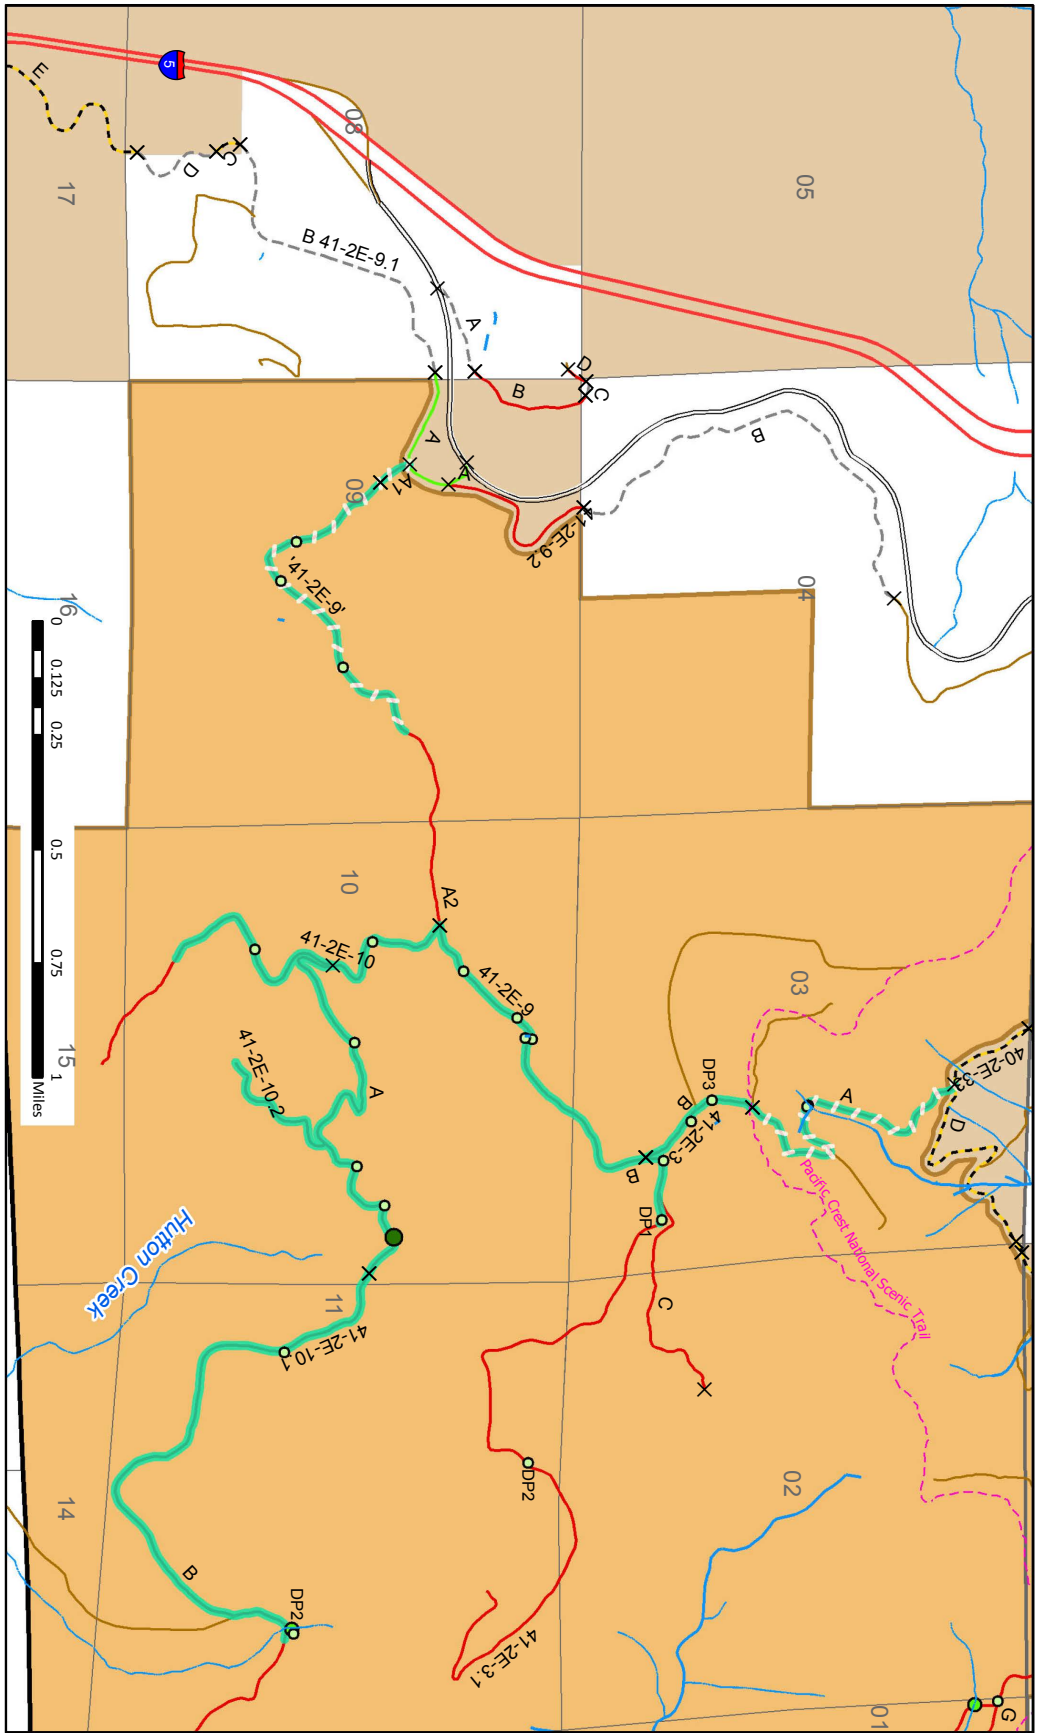 05
08
5
E
C
D
17
B 41-2E-9.1
A
D
C
B
B
A
A
A1
09
41-2E-9.2
04
'41-2E-9'
16
0 0.125 0.25 0.5 0.75 1
Miles
A2
10
41-2E-10
41-2E-9
03
40-2E-33
15
41-2E-10.2
A
DP3
B
41-2E-3
B
A
D
DP1
Pacific Crest National Scenic Trail
Hutton Creek
11
41-2E-10.1
C
DP2
02
14
B
DP2
41-2E-3.1
G
01